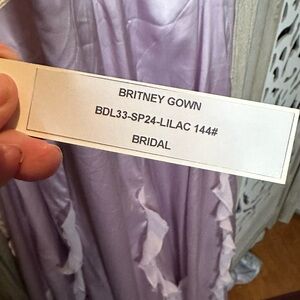 BRITNEY GOWN
BDL33-SP24-LILAC 144#
BRIDAL